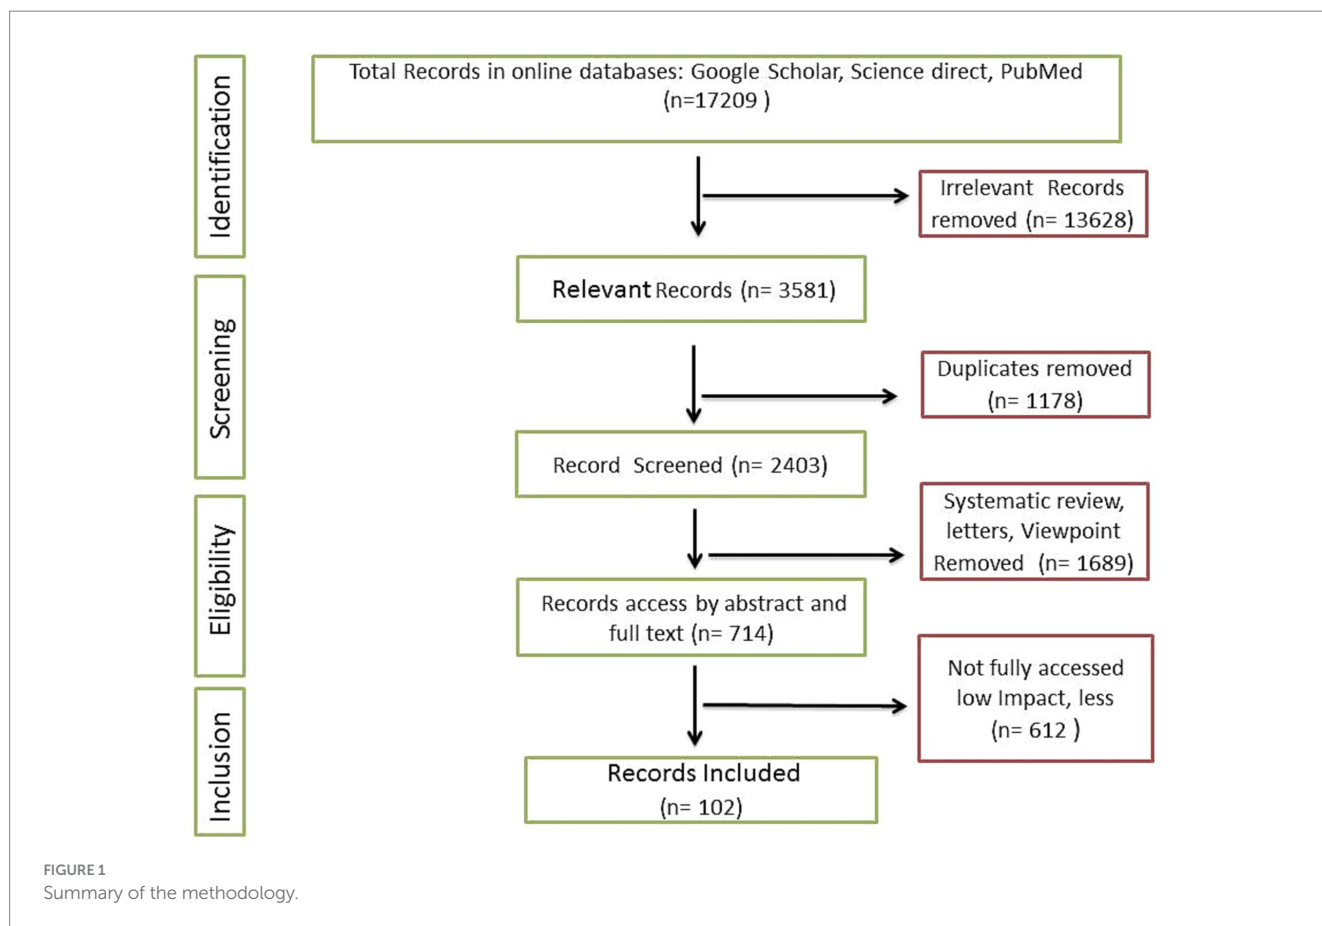 Identification
Total Records in online databases: Google Scholar, Science direct, PubMed
(n=17209 )
Irrelevant Records
removed (n= 13628)
Relevant Records (n= 3581)
Screening
Duplicates removed
(n= 1178)
Record Screened (n= 2403)
Eligibility
Systematic review,
letters, Viewpoint
Removed (n= 1689)
Records access by abstract and
full text (n= 714)
Not fully accessed
low Impact, less
(n= 612 )
Inclusion
Records Included
(n= 102)
FIGURE 1
Summary of the methodology.